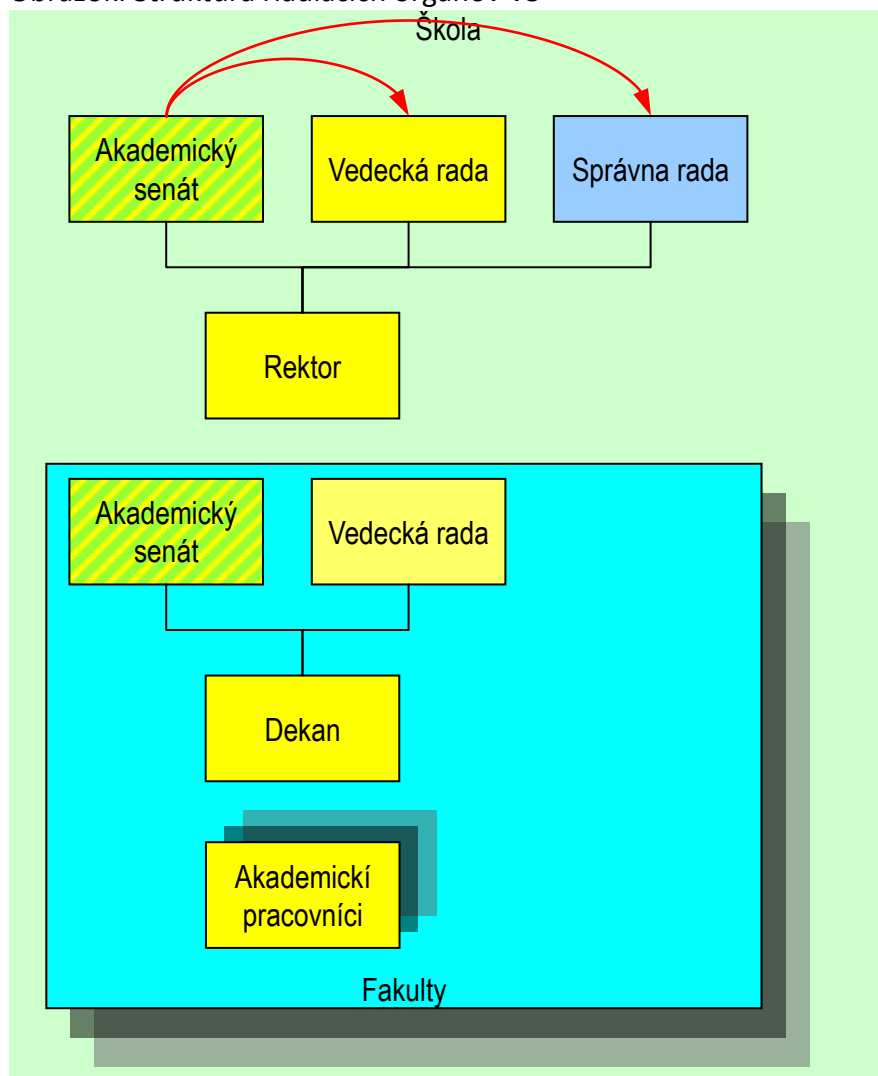 Škola
Akademický
senát
Vedecká rada
Správna rada
Rektor
Akademický
senát
Vedecká rada
Dekan
Akademickí
pracovníci
Fakulty